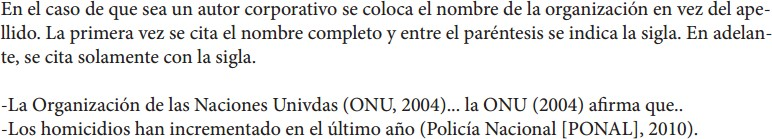 En el caso de que sea un autor corporativo se coloca el nombre de la organización en vez del ape-
llido. La primera vez se cita el nombre completo y entre el paréntesis se indica la sigla. En adelan-
te, se cita solamente con la sigla.
-La Organización de las Naciones Univdas (ONU, 2004)... la ONU (2004) afirma que..
-Los homicidios han incrementado en el último año (Policía Nacional [PONAL], 2010).